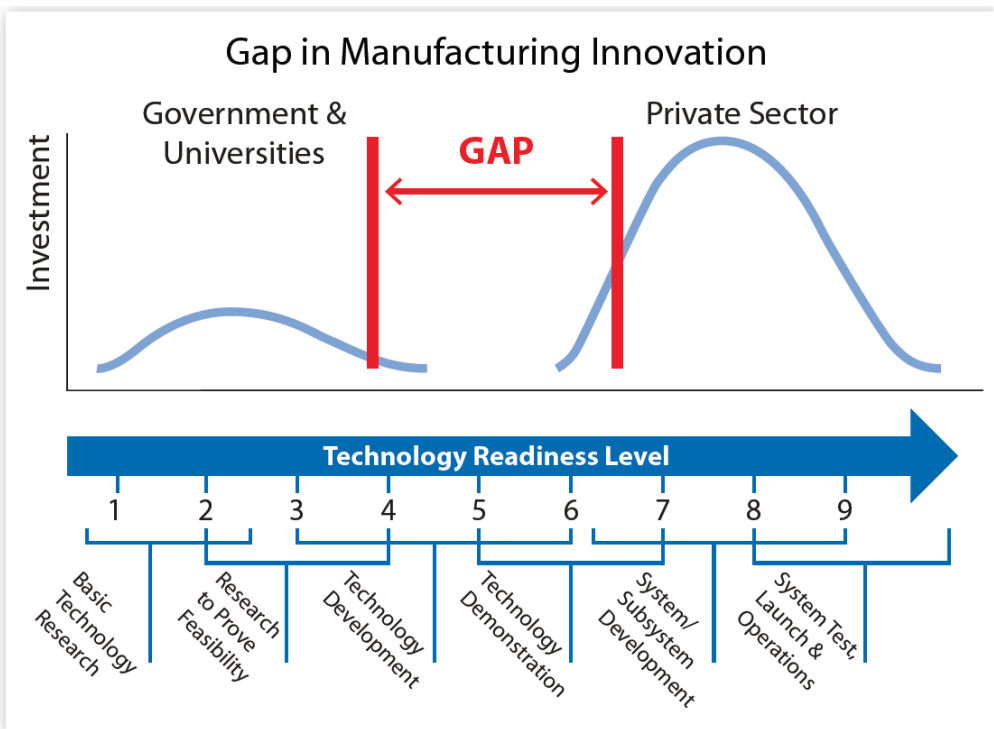 Gap in Manufacturing Innovation
Government &
Universities
GAP
Private Sector
Investment
Technology Readiness Level
1
2
3
4
5
6
7
8
9
Basic
Technology
Research
Research
to Prove
Feasibility
Technology
Development
Technology
Demonstration
System/
Subsystem
Development
System Test,
Launch &
Operations